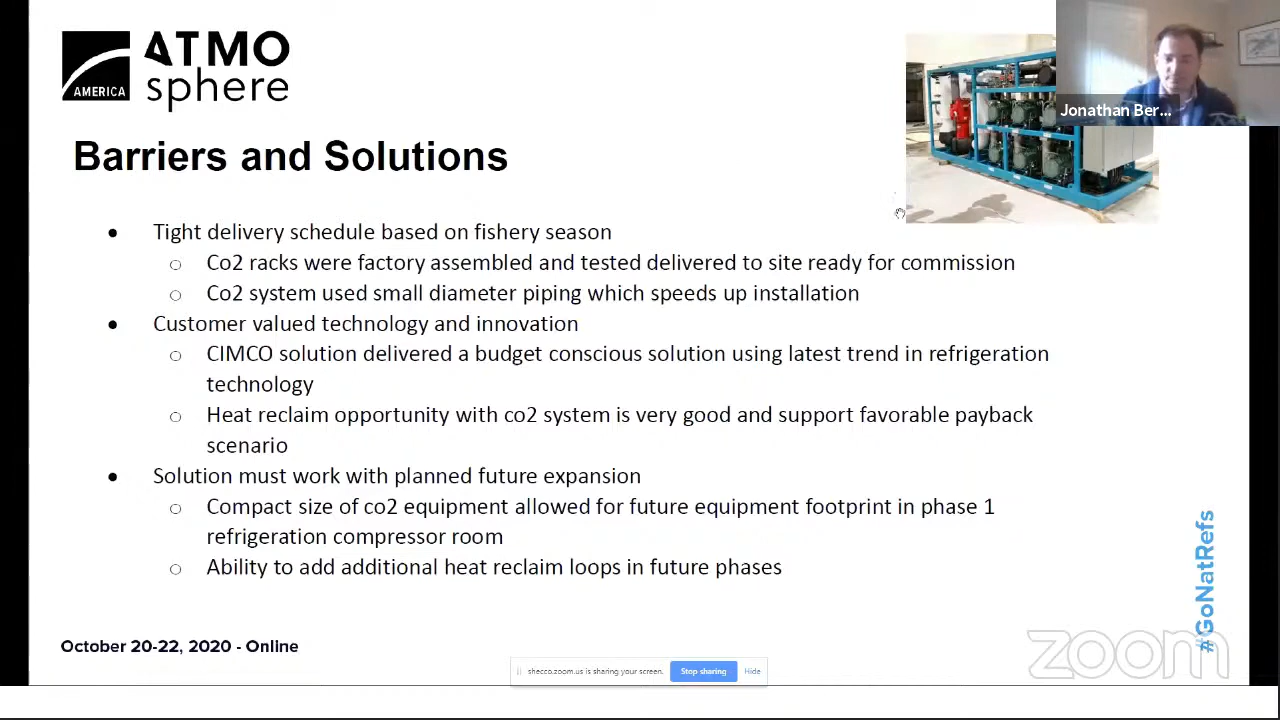 ATMO
sphere
AMERICA
Jonathan Ber...
Barriers and Solutions
• Tight delivery schedule based on fishery season
○ Co2 racks were factory assembled and tested delivered to site ready for commission
○ Co2 system used small diameter piping which speeds up installation
• Customer valued technology and innovation
○ CIMCO solution delivered a budget conscious solution using latest trend in refrigeration
technology
○ Heat reclaim opportunity with co2 system is very good and support favorable payback
scenario
• Solution must work with planned future expansion
○ Compact size of co2 equipment allowed for future equipment footprint in phase 1
refrigeration compressor room
○ Ability to add additional heat reclaim loops in future phases
#GoNatRefs
October 20-22, 2020 - Online
zoom
shecco.zoom.us is sharing your screen.
Stop sharing
Hide